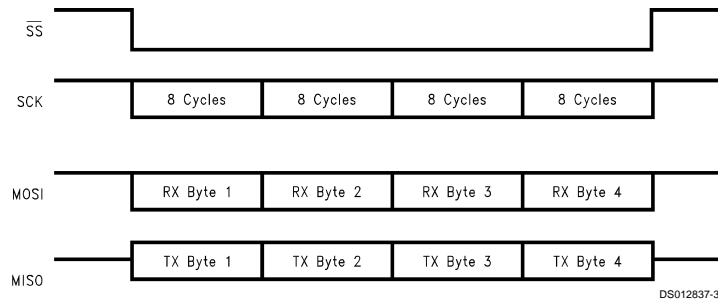 SS
SCK 8 Cycles 8 Cycles 8 Cycles 8 Cycles
MOSI RX Byte 1 RX Byte 2 RX Byte 3 RX Byte 4
MISO TX Byte 1 TX Byte 2 TX Byte 3 TX Byte 4
DS012837-3